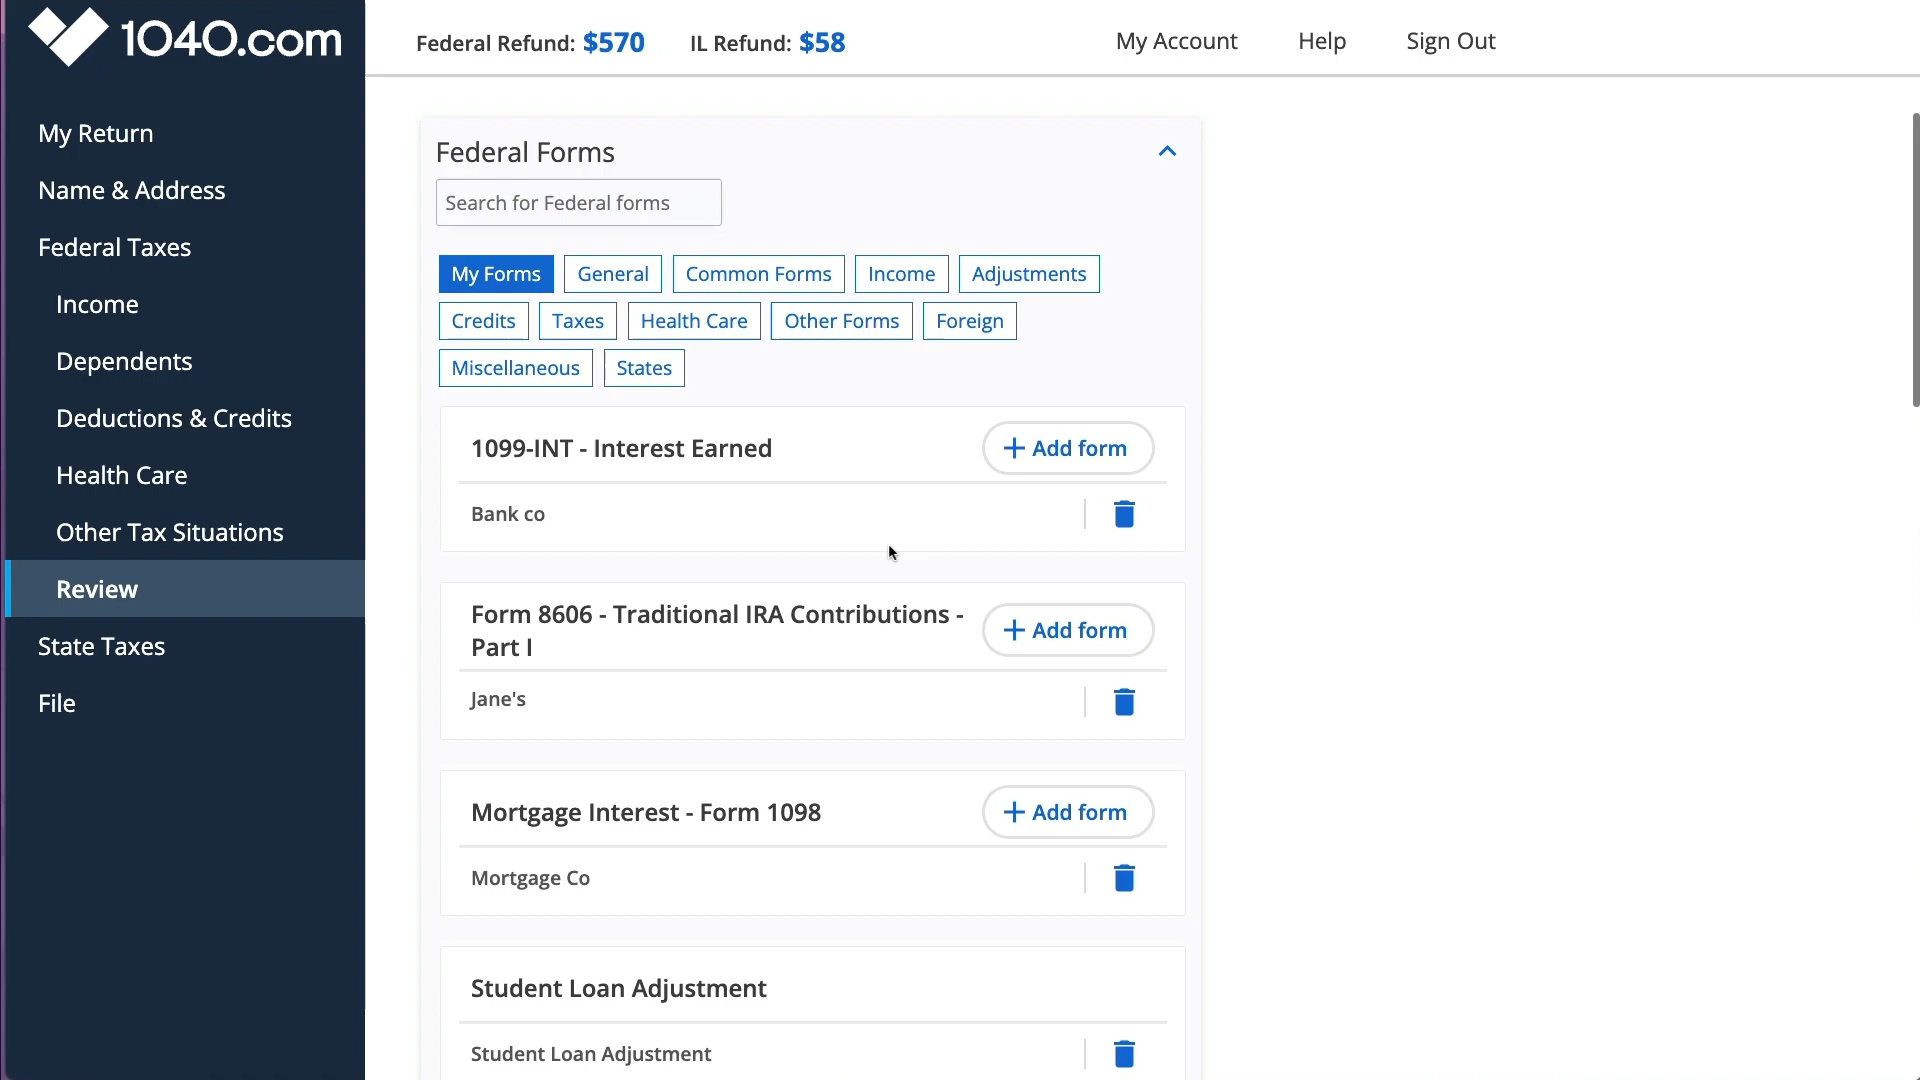 1040.com
Federal Refund: $570 IL Refund: $58 My Account Help Sign Out
My Return
Name & Address
Federal Taxes
Income
Dependents
Deductions & Credits
Health Care
Other Tax Situations
Review
State Taxes
File
Federal Forms
Search for Federal forms
My Forms General Common Forms Income Adjustments
Credits Taxes Health Care Other Forms Foreign
Miscellaneous States
1099-INT - Interest Earned + Add form
Bank co
Form 8606 - Traditional IRA Contributions -
Part I
+ Add form
Jane's
Mortgage Interest - Form 1098 + Add form
Mortgage Co
Student Loan Adjustment
Student Loan Adjustment